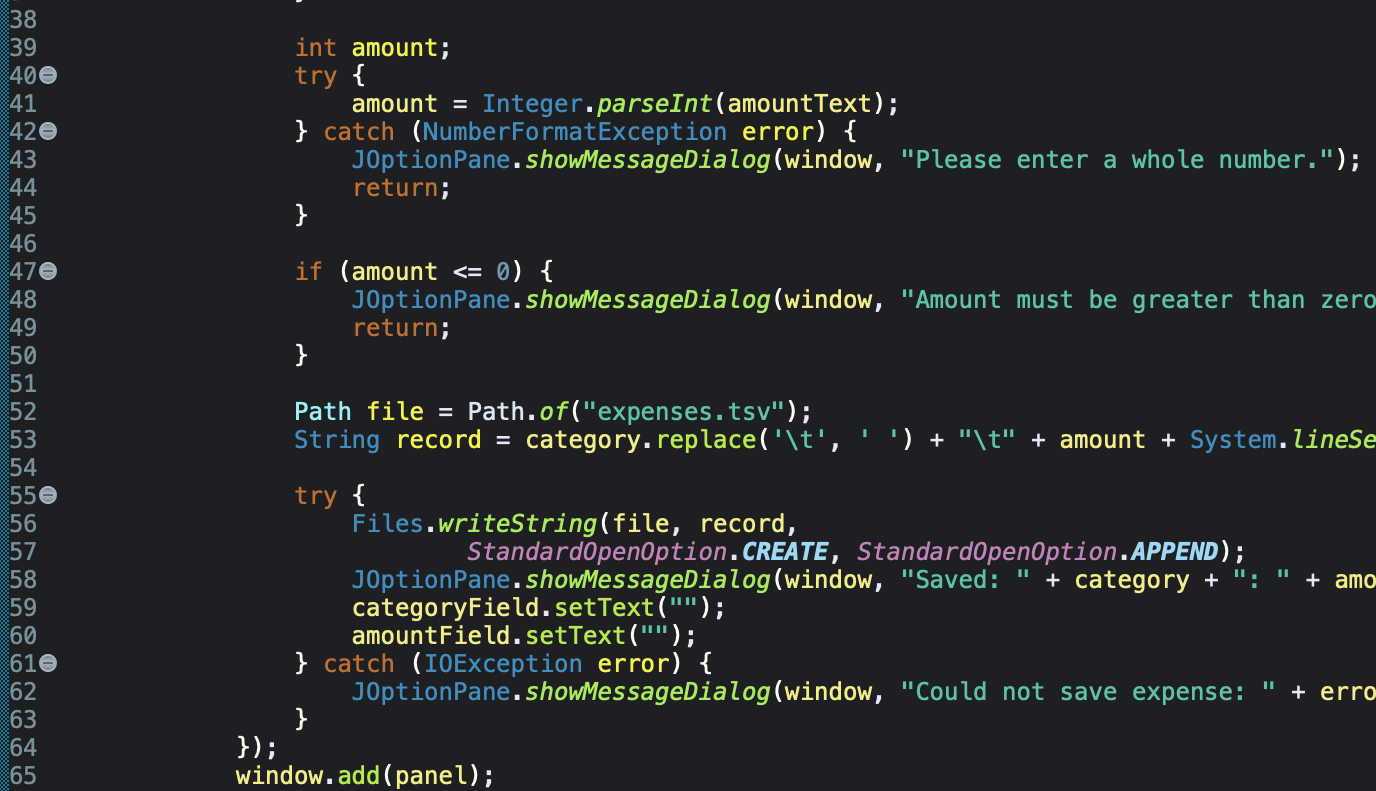 38
39 int amount;
40 try {
41 amount = Integer.parseInt(amountText);
42 } catch (NumberFormatException error) {
43 JOptionPane.showMessageDialog(window, "Please enter a whole number.");
44 return;
45 }
46
47 if (amount <= 0) {
48 JOptionPane.showMessageDialog(window, "Amount must be greater than zero
49 return;
50 }
51
52 Path file = Path.of("expenses.tsv");
53 String record = category.replace('\t', ' ') + "\t" + amount + System.lineSe
54
55 try {
56 Files.writeString(file, record,
57 StandardOpenOption.CREATE, StandardOpenOption.APPEND);
58 JOptionPane.showMessageDialog(window, "Saved: " + category + ": " + amo
59 categoryField.setText("");
60 amountField.setText("");
61 } catch (IOException error) {
62 JOptionPane.showMessageDialog(window, "Could not save expense: " + erro
63 }
64 });
65 window.add(panel);